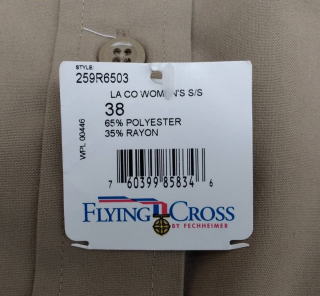 STYLE:
259R6503
LA CO WOMEN'S S/S
38
65% POLYESTER
35% RAYON
WPL 00446
7 60399 85834 6
FLYING CROSS
BY FECHHEIMER